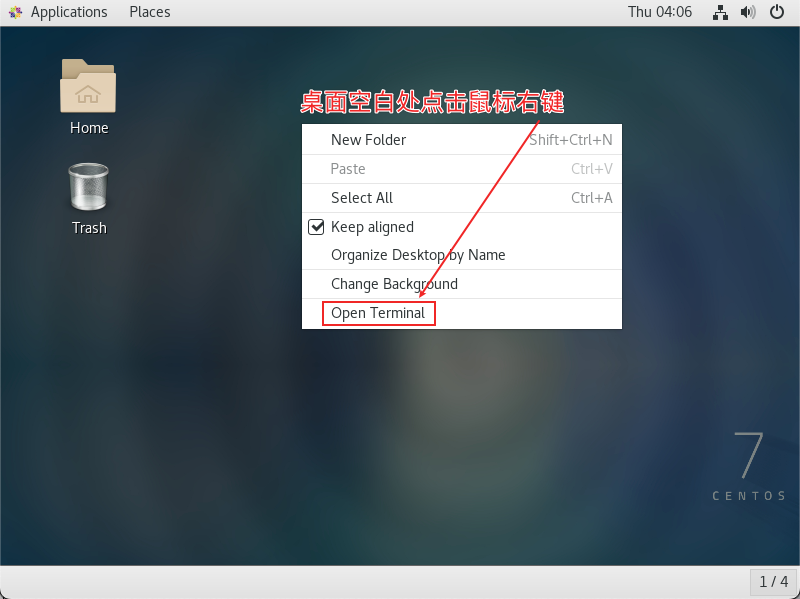 Applications Places Thu 04:06
Home
Trash
桌面空白处点击鼠标右键
New Folder Shift+Ctrl+N
Paste Ctrl+V
Select All Ctrl+A
Keep aligned
Organize Desktop by Name
Change Background
Open Terminal
7
CENTOS
1 / 4